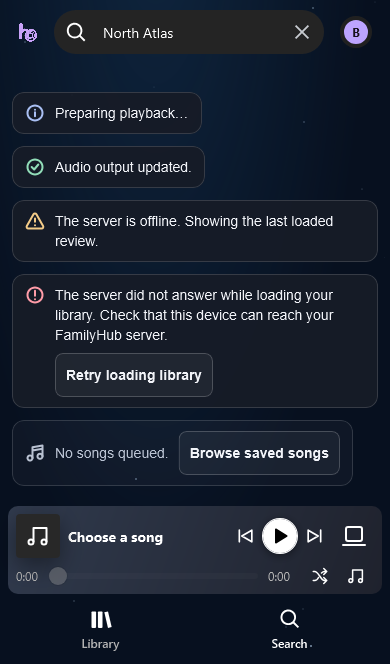 North Atlas
B
Preparing playback…
Audio output updated.
The server is offline. Showing the last loaded
review.
The server did not answer while loading your
library. Check that this device can reach your
FamilyHub server.
Retry loading library
No songs queued.
Browse saved songs
Choose a song
0:00
0:00
Library
Search